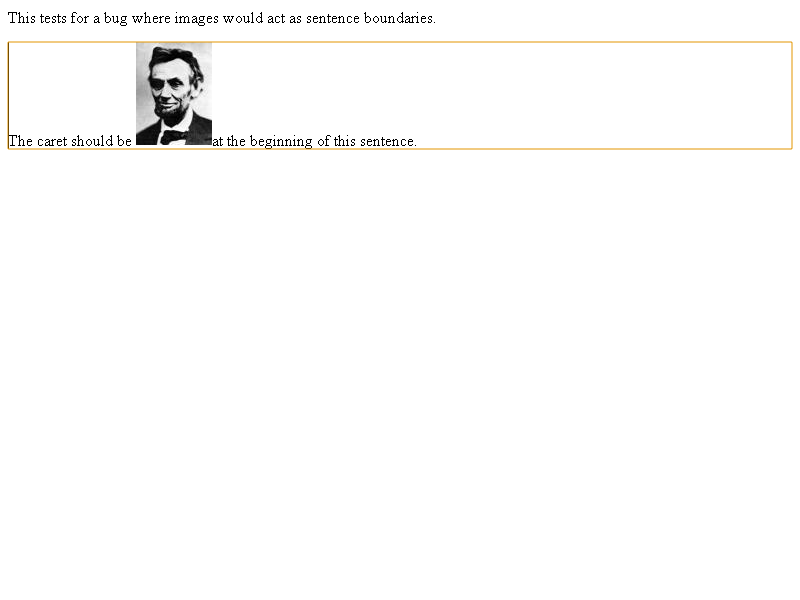 This tests for a bug where images would act as sentence boundaries.
The caret should be at the beginning of this sentence.